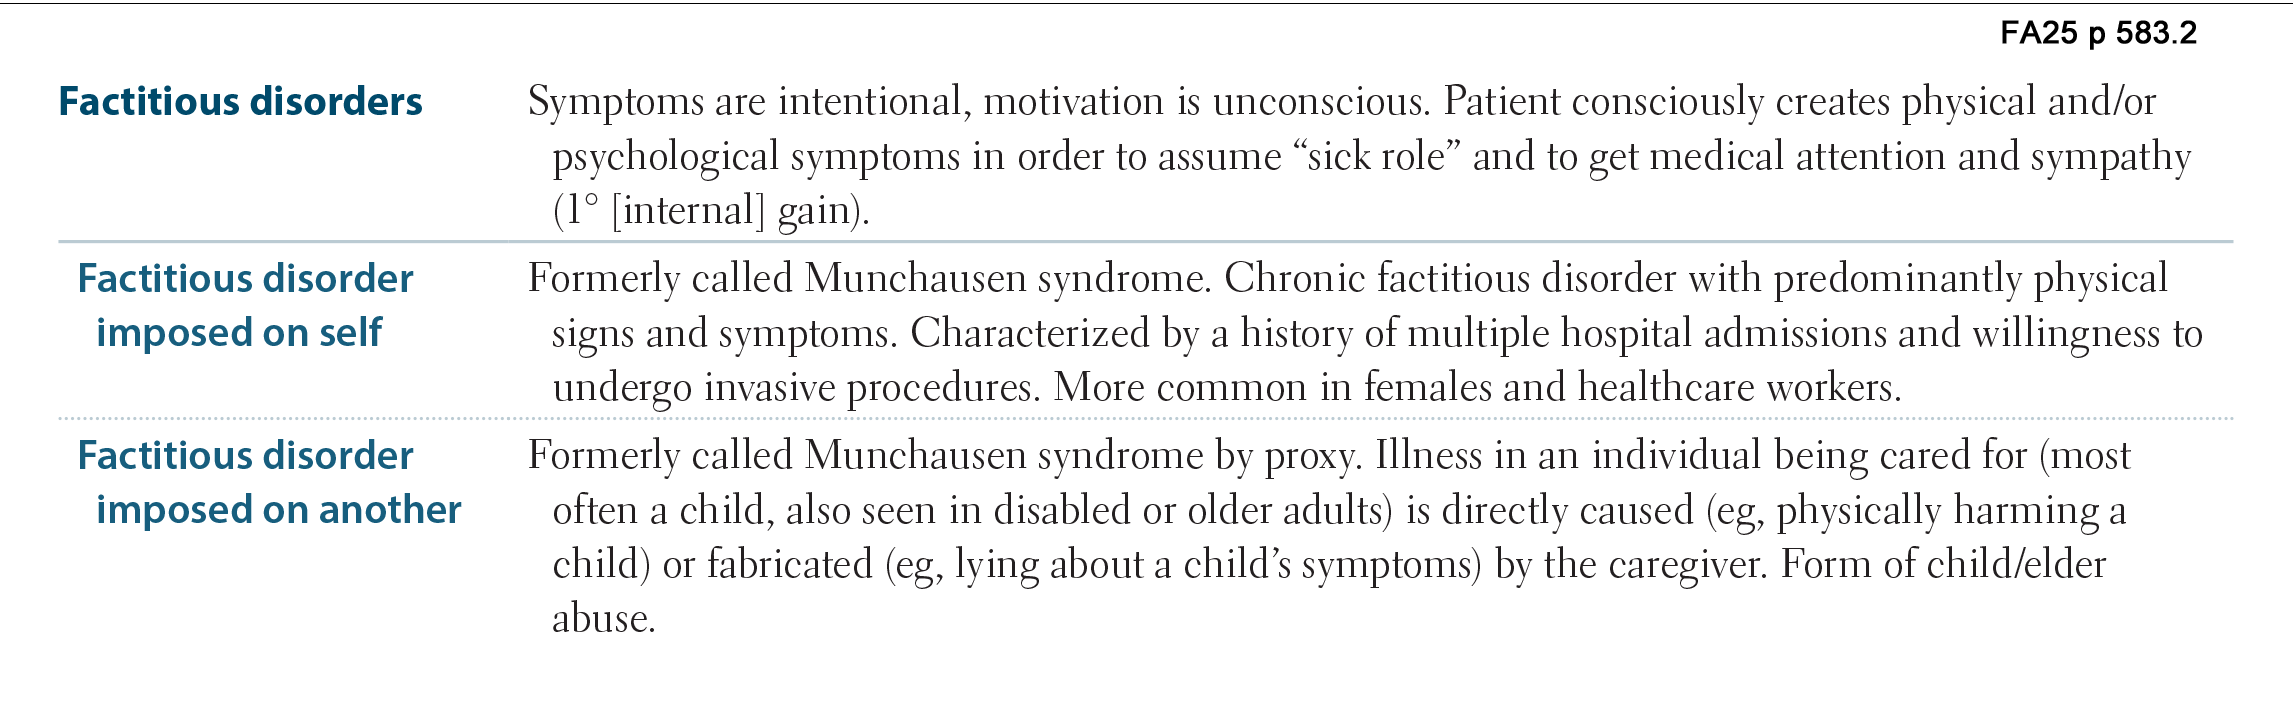 FA25 p 583.2
Factitious disorders
Symptoms are intentional, motivation is unconscious. Patient consciously creates physical and/or
psychological symptoms in order to assume “sick role” and to get medical attention and sympathy
(1° [internal] gain).
Factitious disorder
imposed on self
Formerly called Munchausen syndrome. Chronic factitious disorder with predominantly physical
signs and symptoms. Characterized by a history of multiple hospital admissions and willingness to
undergo invasive procedures. More common in females and healthcare workers.
Factitious disorder
imposed on another
Formerly called Munchausen syndrome by proxy. Illness in an individual being cared for (most
often a child, also seen in disabled or older adults) is directly caused (eg, physically harming a
child) or fabricated (eg, lying about a child’s symptoms) by the caregiver. Form of child/elder
abuse.